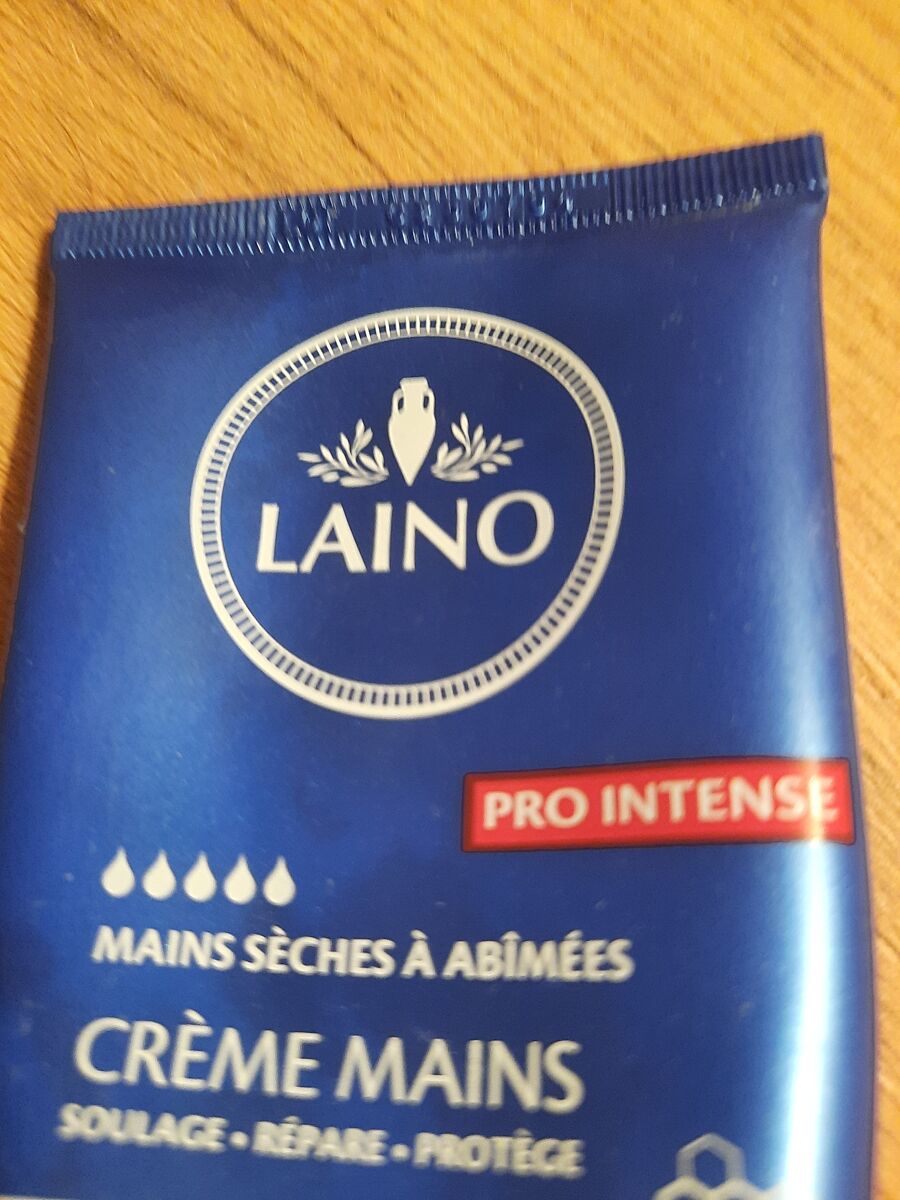 LAINO
PRO INTENSE
MAINS SÈCHES À ABÎMÉES
CRÈME MAINS
SOULAGE • RÉPARE • PROTÈGE